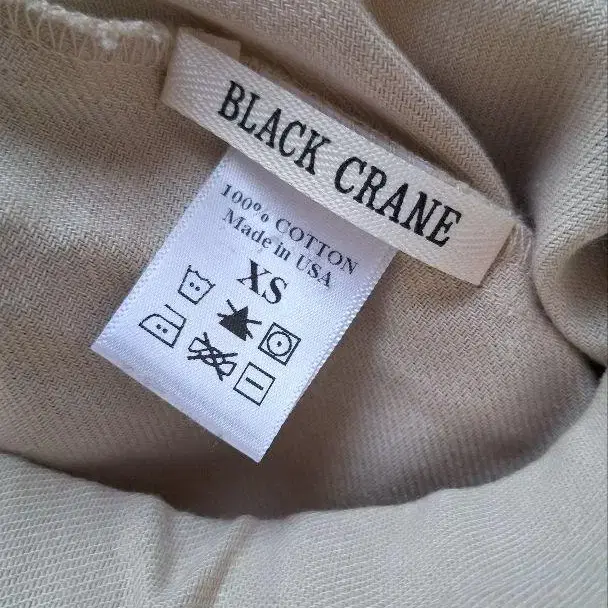 BLACK CRANE
100% COTTON
Made in USA
XS